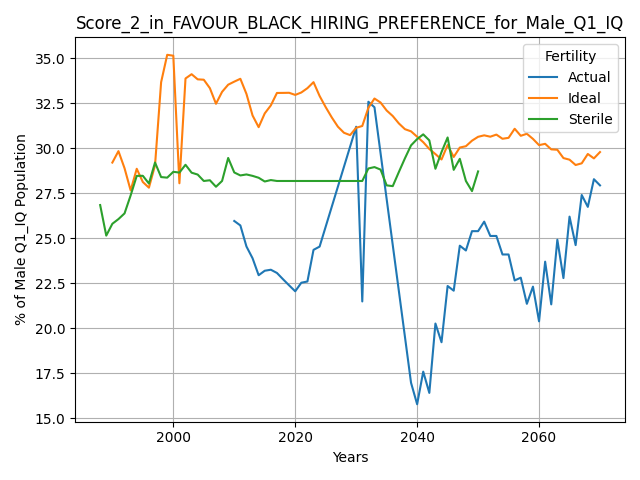 Score_2_in_FAVOUR_BLACK_HIRING_PREFERENCE_for_Male_Q1_IQ
Fertility
Actual
Ideal
Sterile
% of Male Q1_IQ Population
35.0
32.5
30.0
27.5
25.0
22.5
20.0
17.5
15.0
2000 2020 2040 2060
Years